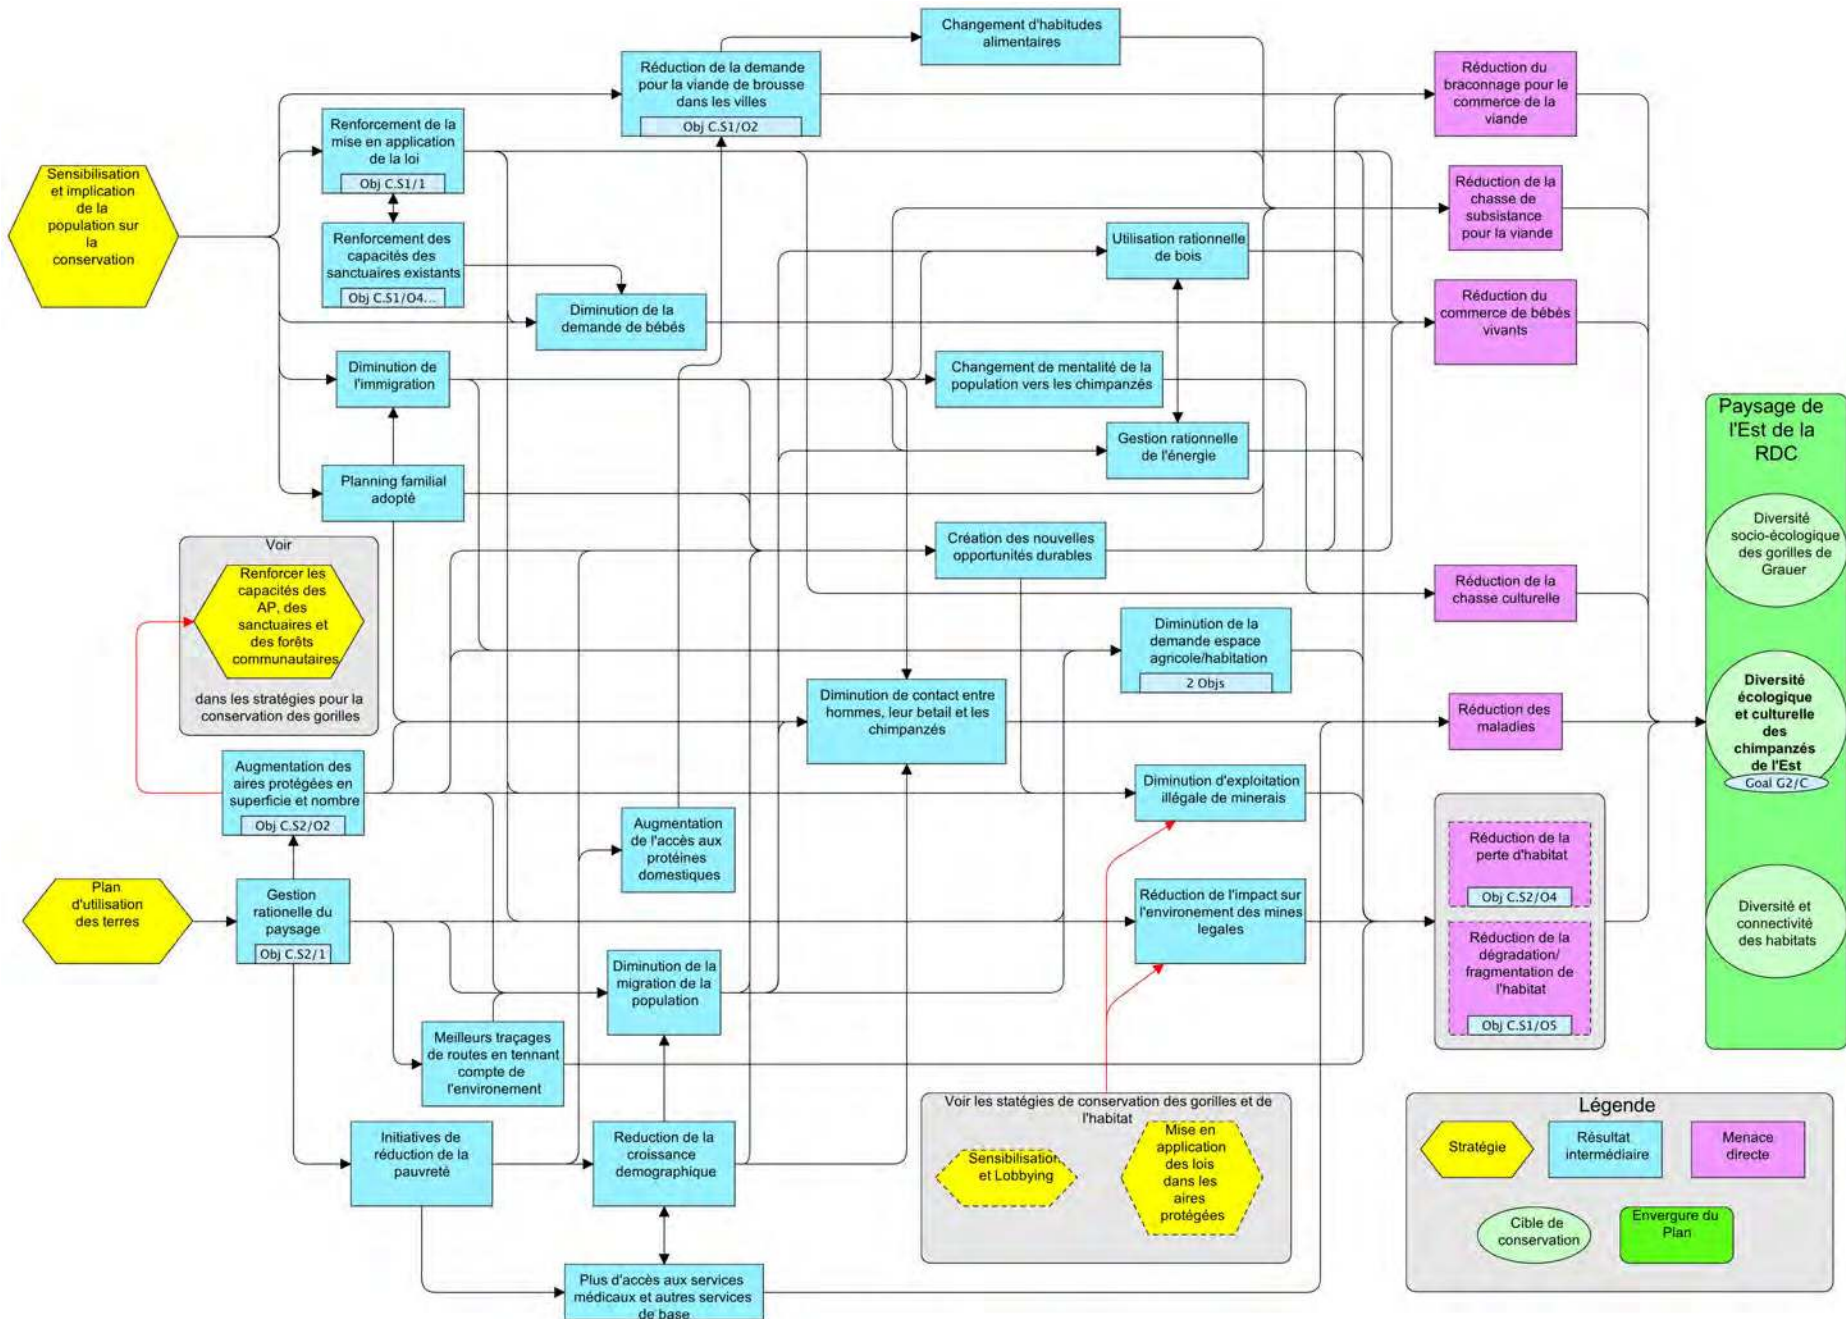 Changement d'habitudes
alimentaires
Réduction de la demande
pour la viande de brousse
dans les villes
Obj C.S1/O2
Réduction du
braconnage pour le
commerce de la
viande
Renforcement de la
mise en application
de la loi
Obj C.S1/1
Sensibilisation
et implication
de la
population sur
la
conservation
Réduction de la
chasse de
subsistance
pour la viande
Renforcement des
capacités des
sanctuaires existants
Obj C.S1/O4...
Utilisation rationnelle
de bois
Diminution de la
demande de bébés
Réduction du
commerce de bébés
vivants
Diminution de
l'immigration
Changement de mentalité de la
population vers les chimpanzés
Gestion rationnelle
de l'énergie
Planning familial
adopté
Paysage de
l'Est de la
RDC
Diversité
socio-écologique
des gorilles de
Grauer
Voir
Renforcer les
capacités des
AP, des
sanctuaires et
des forêts
communautaires
dans les stratégies pour la
conservation des gorilles
Création des nouvelles
opportunités durables
Réduction de la
chasse culturelle
Diminution de la
demande espace
agricole/habitation
2 Objs
Diminution de contact entre
hommes, leur betail et les
chimpanzés
Réduction des
maladies
Diversité
écologique
et culturelle
des
chimpanzés
de l'Est
Goal G2/C
Augmentation des
aires protégées en
superficie et nombre
Obj C.S2/O2
Diminution d'exploitation
illégale de minerais
Augmentation
de l'accès aux
protéines
domestiques
Réduction de la
perte d'habitat
Obj C.S2/O4
Plan
d'utilisation
des terres
Gestion
rationelle du
paysage
Obj C.S2/1
Réduction de l'impact sur
l'environement des mines
legales
Diversité et
connectivité
des habitats
Réduction de la
dégradation/
fragmentation de
l'habitat
Obj C.S1/O5
Diminution de la
migration de la
population
Meilleurs traçages
de routes en tennant
compte de
l'environement
Initiatives de
réduction de la
pauvreté
Reduction de la
croissance
demographique
Voir les statégies de conservation des gorilles et de
l'habitat
Sensibilisation
et Lobbying
Mise en
application
des lois
dans les
aires
protégées
Plus d'accès aux services
médicaux et autres services
de base
Légende
Stratégie
Résultat
intermédiaire
Menace
directe
Cible de
conservation
Envergure du
Plan